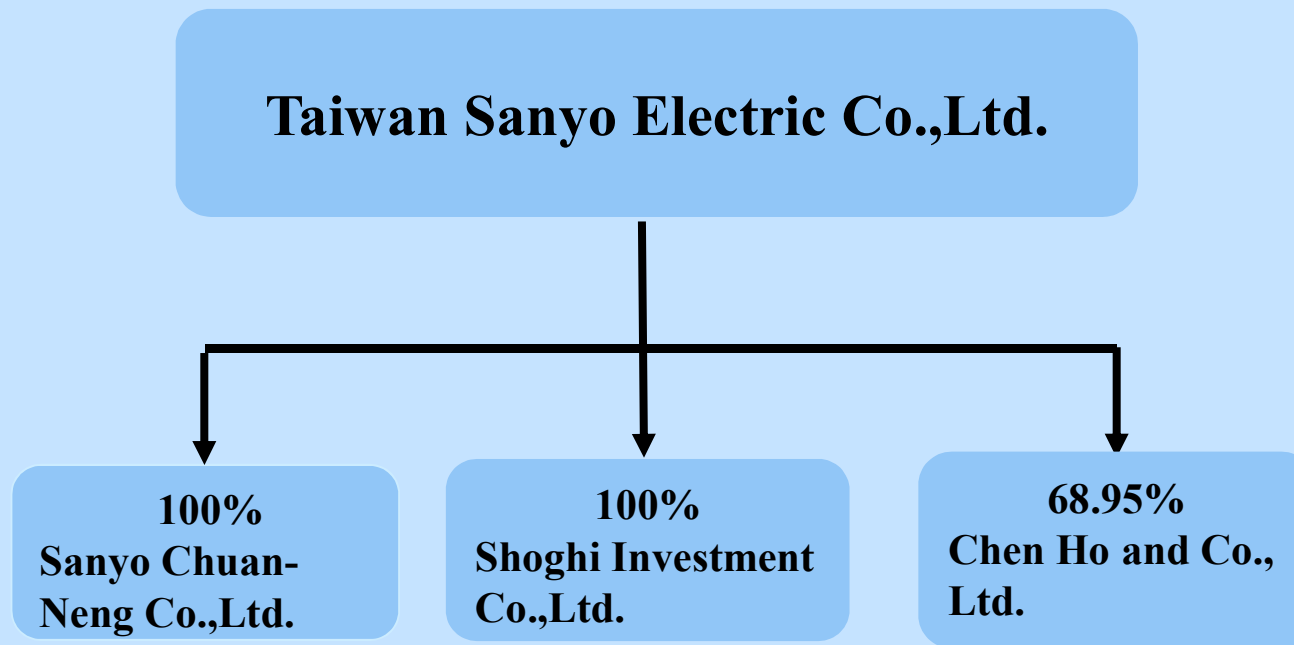 Taiwan Sanyo Electric Co.,Ltd.
100%
Sanyo Chuan-
Neng Co.,Ltd.
100%
Shoghi Investment
Co.,Ltd.
68.95%
Chen Ho and Co.,
Ltd.